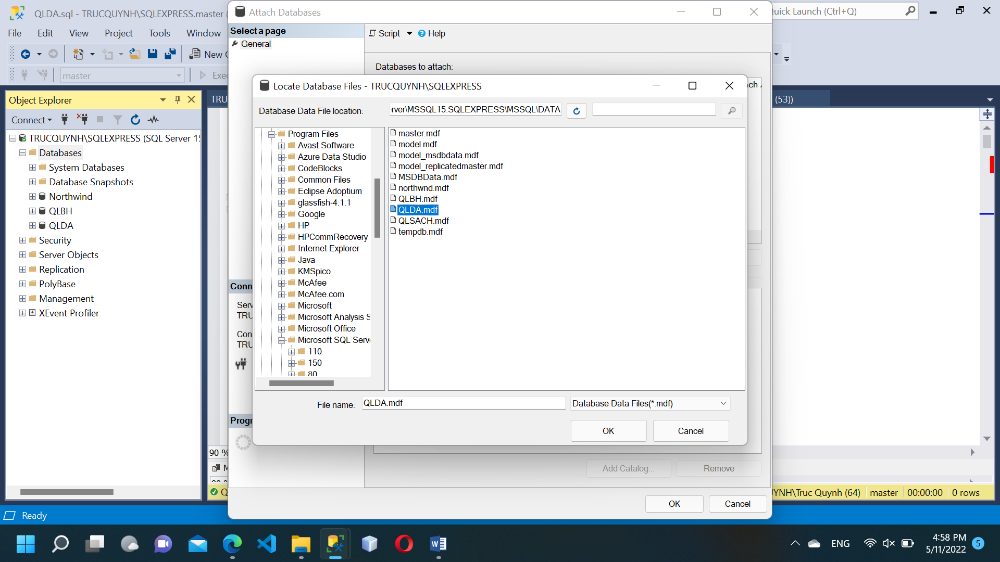 QLDA.sql - TRUCQUYNH\SQLEXPRESS.master (
File Edit View Project Tools Window
New
master
Exec
Quick Launch (Ctrl+Q)
Object Explorer
Connect
TRUCQUYNH\SQLEXPRESS (SQL Server 15
Databases
System Databases
Database Snapshots
Northwind
QLBH
QLDA
Security
Server Objects
Replication
PolyBase
Management
XEvent Profiler
TRU
(53))
90 %
Attach Databases
Select a page
General
Script Help
Databases to attach:
Conn
Serv
TRU
Con
TRU
Progr
Locate Database Files - TRUCQUYNH\SQLEXPRESS
Database Data File location:
rver\MSSQL15.SQLEXPRESS\MSSQL\DATA
Program Files
Avast Software
Azure Data Studio
CodeBlocks
Common Files
Eclipse Adoptium
glassfish-4.1.1
Google
HP
HPCommRecovery
Internet Explorer
Java
KMSpico
McAfee
McAfee.com
Microsoft
Microsoft Analysis S
Microsoft Office
Microsoft SQL Serve
110
150
80
master.mdf
model.mdf
model_msdbdata.mdf
model_replicatedmaster.mdf
MSDBData.mdf
northwnd.mdf
QLBH.mdf
QLDA.mdf
QLSACH.mdf
tempdb.mdf
File name: QLDA.mdf
Database Data Files(*.mdf)
OK Cancel
Add Catalog... Remove
OK Cancel
YNH\Truc Quynh (64) master 00:00:00 0 rows
Ready
ENG
4:58 PM
5/11/2022
5